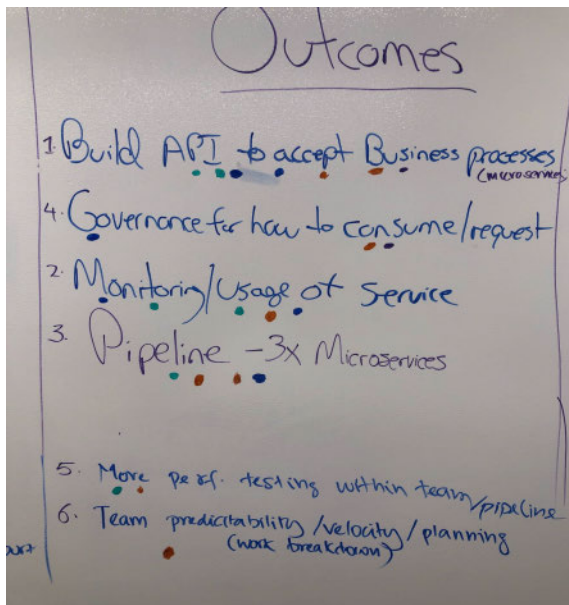 Outcomes
1. Build API to accept Business processes
(microservices
4. Governance for how to consume/request
2. Monitoring/Usage of Service
3. Pipeline - 3x Microservices
5. More perf. testing within team/pipeline
6. Team predicitability/velocity/planning
(work breakdown)